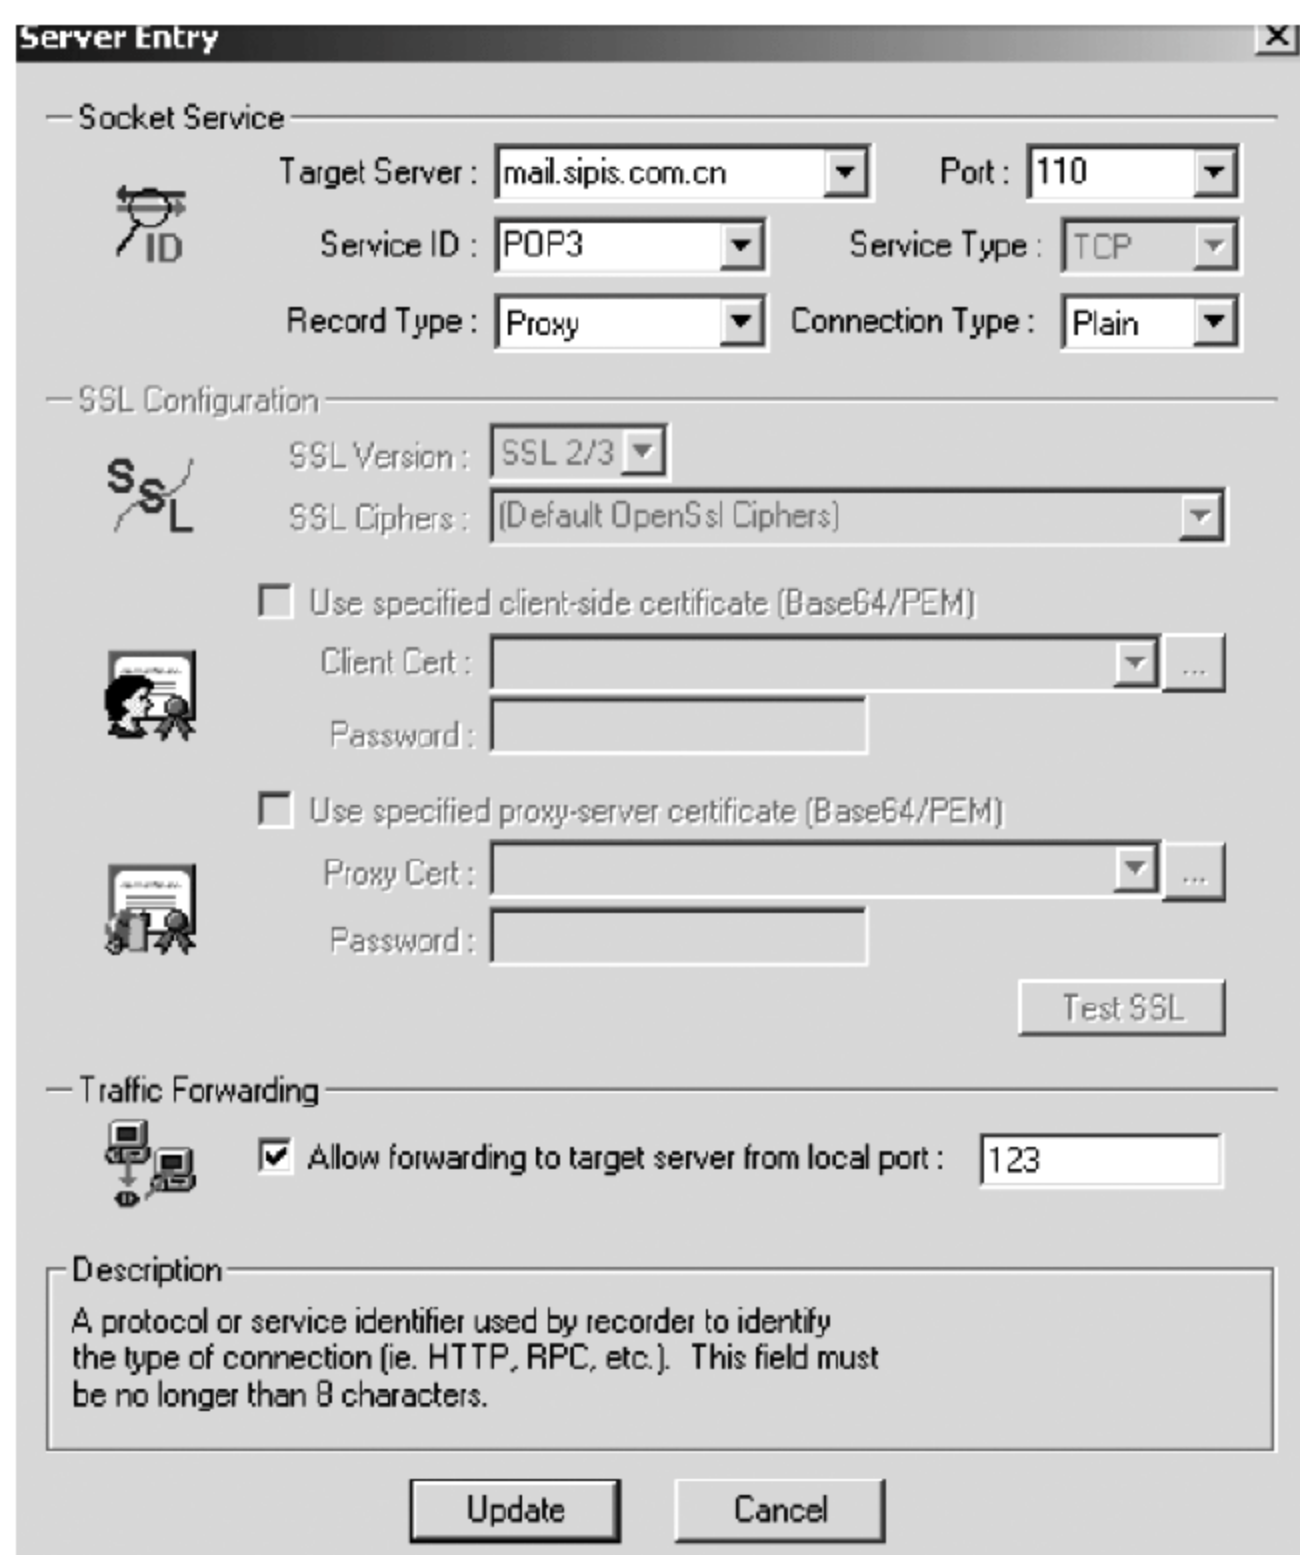 Server Entry
Socket Service
Target Server : mail.sipis.com.cn Port : 110
ID
Service ID : POP3 Service Type : TCP
Record Type : Proxy Connection Type : Plain
SSL Configuration
SSL
SSL Version : SSL 2/3
SSL Ciphers : (Default OpenSsl Ciphers)
Use specified client-side certificate (Base64/PEM)
Client Cert : ...
Password :
Use specified proxy-server certificate (Base64/PEM)
Proxy Cert : ...
Password :
Test SSL
Traffic Forwarding
Allow forwarding to target server from local port : 123
Description
A protocol or service identifier used by recorder to identify
the type of connection (ie. HTTP, RPC, etc.). This field must
be no longer than 8 characters.
Update Cancel